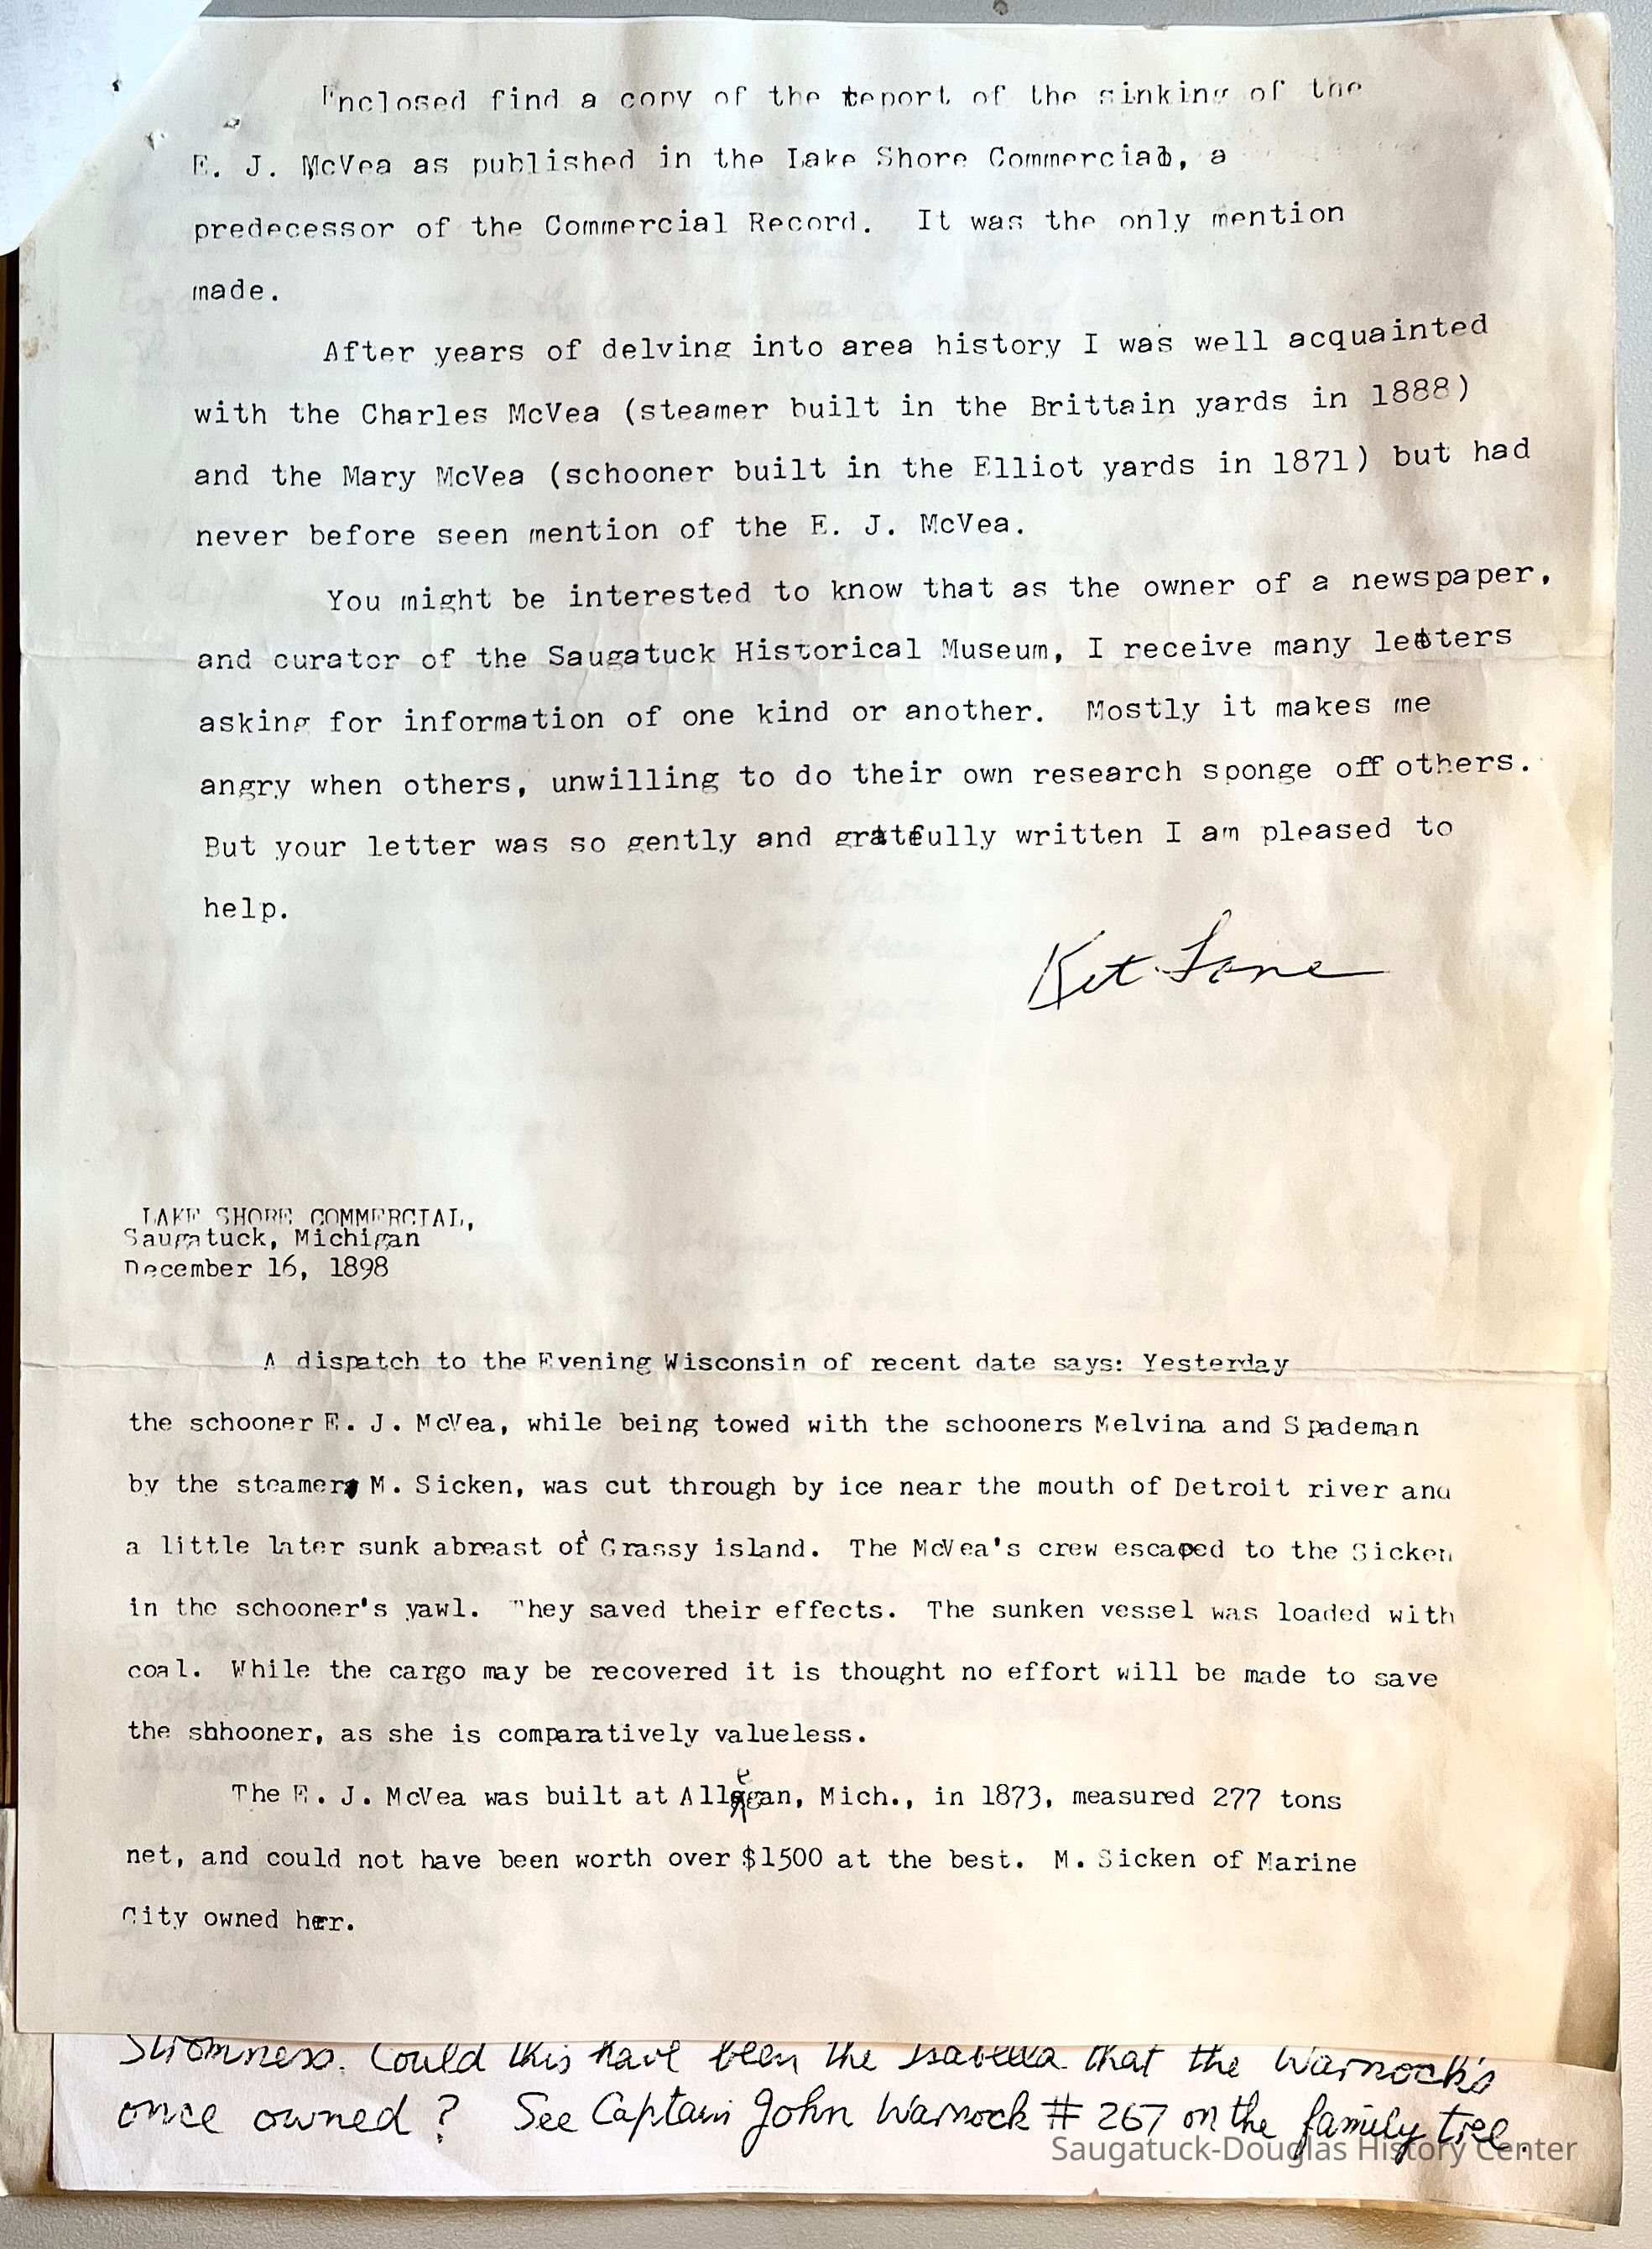 Enclosed find a copy of the report of the sinking of the
E. J. McVea as published in the Lake Shore Commercial, a
predecessor of the Commercial Record. It was the only mention
made.
After years of delving into area history I was well acquainted
with the Charles McVea (steamer built in the Brittain yards in 1888)
and the Mary McVea (schooner built in the Elliot yards in 1871) but had
never before seen mention of the E. J. McVea.
You might be interested to know that as the owner of a newspaper,
and curator of the Saugatuck Historical Museum, I receive many letters
asking for information of one kind or another. Mostly it makes me
angry when others, unwilling to do their own research sponge off others.
But your letter was so gently and gratefully written I am pleased to
help.
Kit Lane
LAKE SHORE COMMERCIAL,
Saugatuck, Michigan
December 16, 1898
A dispatch to the Evening Wisconsin of recent date says: Yesterday
the schooner E. J. McVea, while being towed with the schooners Melvina and Spademan
by the steamer M. Sicken, was cut through by ice near the mouth of Detroit river and
a little later sunk abreast of Grassy island. The McVea's crew escaped to the Sicken
in the schooner's yawl. They saved their effects. The sunken vessel was loaded with
coal. While the cargo may be recovered it is thought no effort will be made to save
the sbhooner, as she is comparatively valueless.
The E. J. McVea was built at Allegan, Mich., in 1873, measured 277 tons
net, and could not have been worth over $1500 at the best. M. Sicken of Marine
City owned her.
Stromness. Could this have been the Isabella that the Warnock's
once owned? See Captain John Warnock # 267 on the family tree.
Saugatuck-Douglas History Center